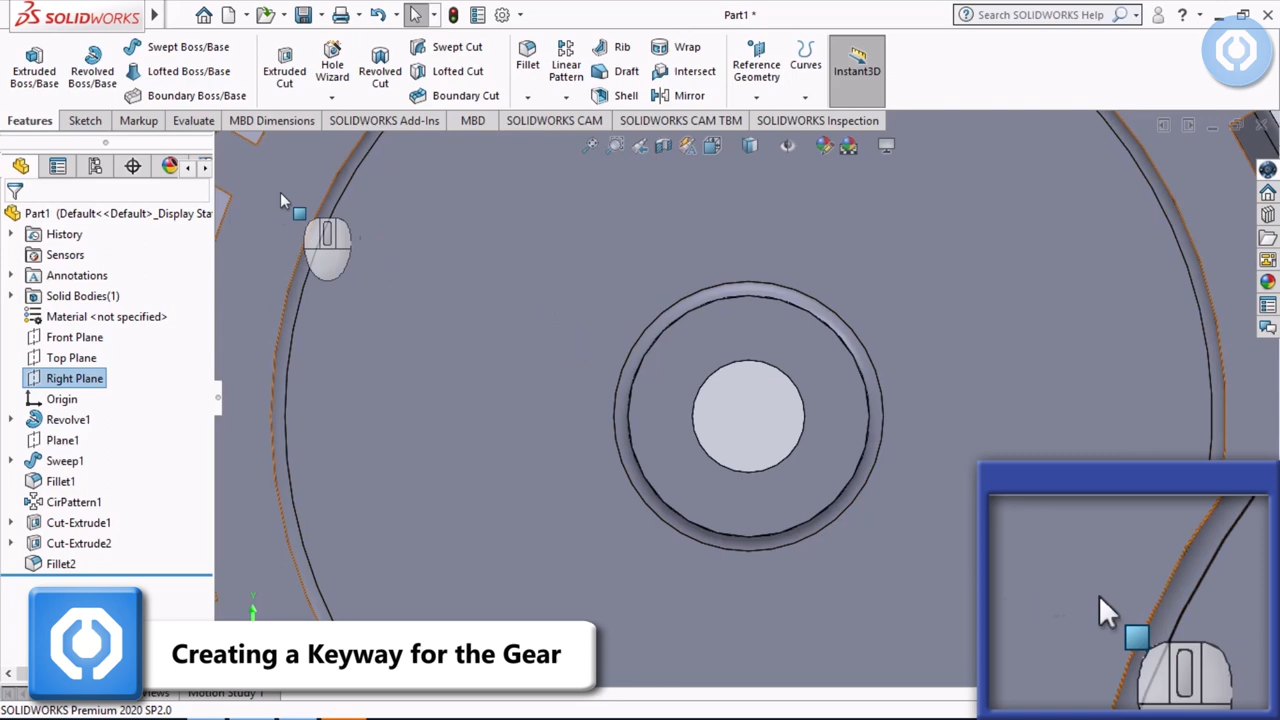 SOLIDWORKS
Part1 *
Search SOLIDWORKS Help
Extruded Boss/Base
Revolved Boss/Base
Swept Boss/Base
Lofted Boss/Base
Boundary Boss/Base
Extruded Cut
Hole Wizard
Revolved Cut
Swept Cut
Lofted Cut
Boundary Cut
Fillet
Linear Pattern
Rib
Draft
Shell
Wrap
Intersect
Mirror
Reference Geometry
Curves
Instant3D
Features
Sketch
Markup
Evaluate
MBD Dimensions
SOLIDWORKS Add-Ins
MBD
SOLIDWORKS CAM
SOLIDWORKS CAM TBM
SOLIDWORKS Inspection
Part1 (Default<<Default>_Display Sta
History
Sensors
Annotations
Solid Bodies(1)
Material <not specified>
Front Plane
Top Plane
Right Plane
Origin
Revolve1
Plane1
Sweep1
Fillet1
CirPattern1
Cut-Extrude1
Cut-Extrude2
Fillet2
Y
Creating a Keyway for the Gear
Views
Motion Study 1
SOLIDWORKS Premium 2020 SP2.0